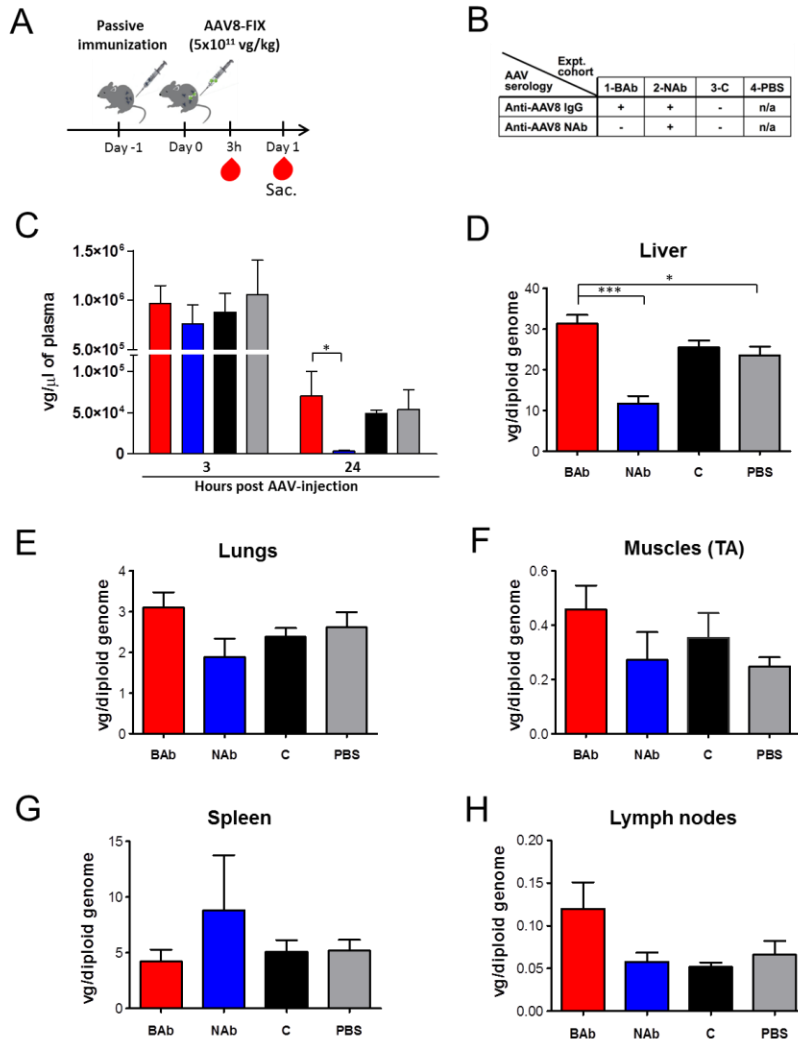 A
Passive
immunization
AAV8-FIX
(5x10¹¹ vg/kg)
Day -1
Day 0
3h
Day 1
Sac.
B
Expt.
cohort
AAV
serology
1-BAb
2-NAb
3-C
4-PBS
Anti-AAV8 IgG + + - n/a
Anti-AAV8 NAb - + - n/a
C
vg/μl of plasma
1.5×10⁶
1.0×10⁶
5.0×10⁵
1.0×10⁵
5.0×10⁴
0
*
3
24
Hours post AAV-injection
D
Liver
vg/diploid genome
40
30
20
10
0
*
***
BAb NAb C PBS
E
Lungs
vg/diploid genome
4
3
2
1
0
BAb NAb C PBS
F
Muscles (TA)
vg/diploid genome
0.6
0.4
0.2
0.0
BAb NAb C PBS
G
Spleen
vg/diploid genome
15
10
5
0
BAb NAb C PBS
H
Lymph nodes
vg/diploid genome
0.20
0.15
0.10
0.05
0.00
BAb NAb C PBS